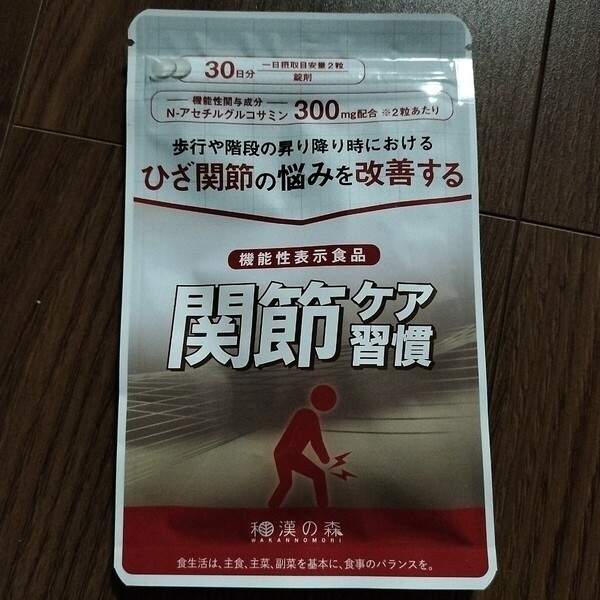 30日分 一日摂取目安量2粒
錠剤
機能性関与成分
N-アセチルグルコサミン 300mg配合 ※2粒あたり
歩行や階段の昇り降り時における
ひざ関節の悩みを改善する
機能性表示食品
関節ケア
習慣
和漢の森
WAKANNOMORI
食生活は、主食、主菜、副菜を基本に、食事のバランスを。